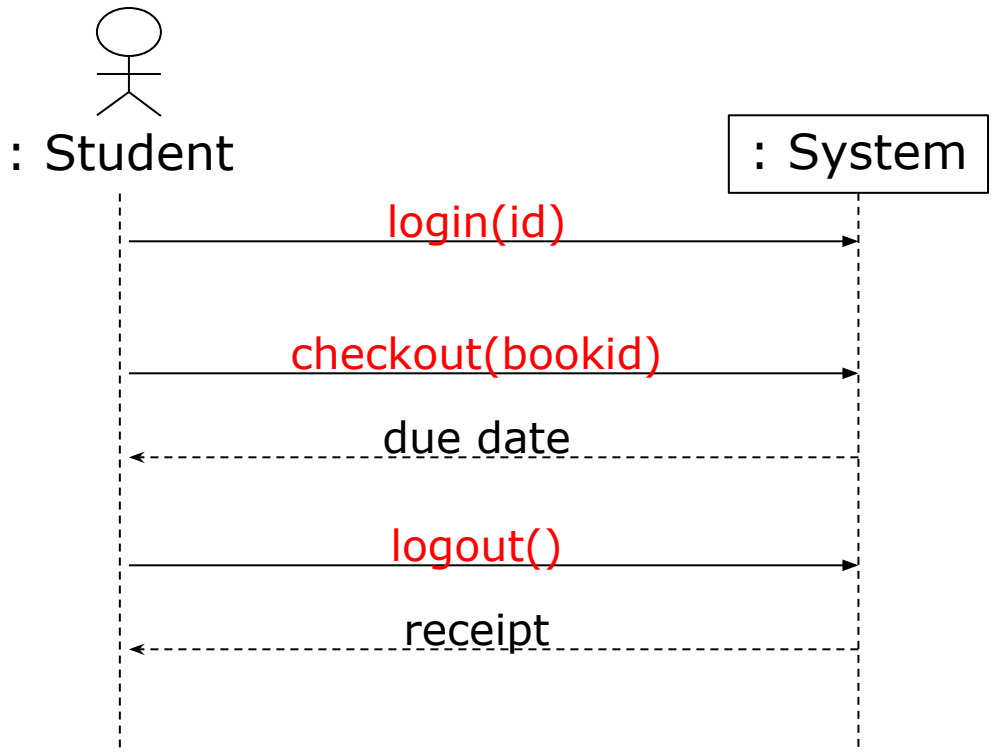 : Student
: System
login(id)
checkout(bookid)
due date
logout()
receipt